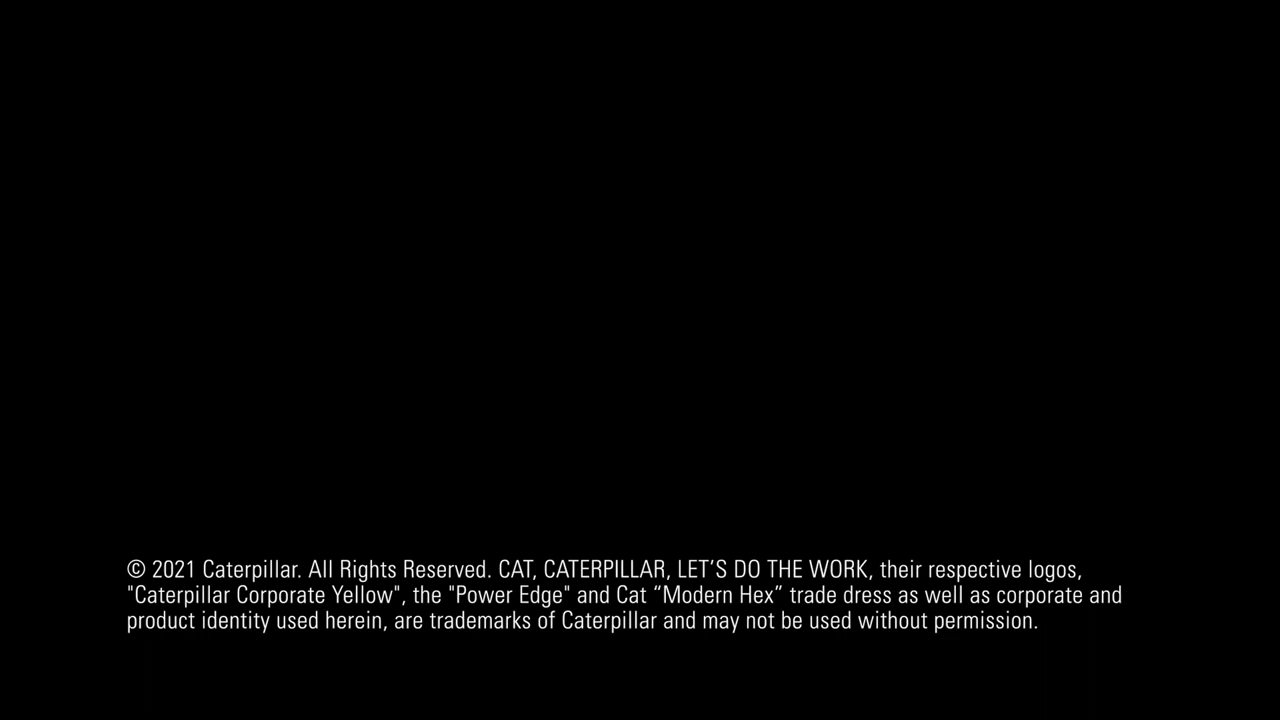 © 2021 Caterpillar. All Rights Reserved. CAT, CATERPILLAR, LET’S DO THE WORK, their respective logos,
"Caterpillar Corporate Yellow", the "Power Edge" and Cat “Modern Hex” trade dress as well as corporate and
product identity used herein, are trademarks of Caterpillar and may not be used without permission.